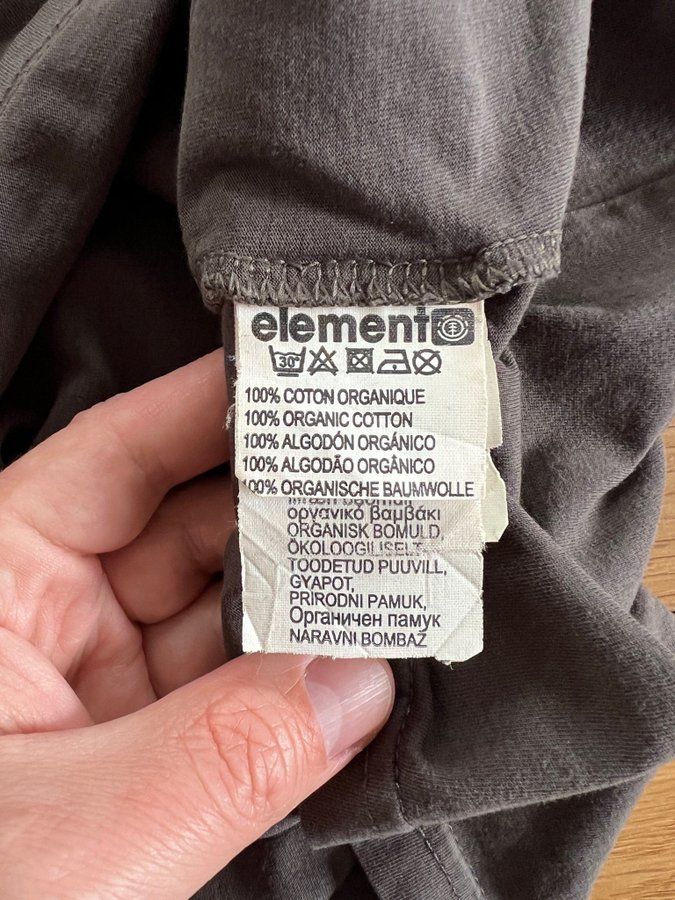 element
30°
100% COTON ORGANIQUE
100% ORGANIC COTTON
100% ALGODÓN ORGÁNICO
100% ALGODÃO ORGÂNICO
100% ORGANISCHE BAUMWOLLE
οργανικό βαμβάκι
ORGANISK BOMULD,
ÖKOLOOGILISELT
TOODETUD PUUVILL,
GYAPOT,
PRIRODNI PAMUK,
Органичен памук
NARAVNI BOMBAŽ